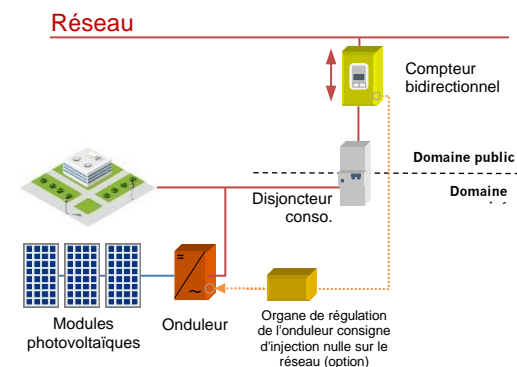 Réseau
Compteur
bidirectionnel
Domaine public
Domaine
Disjoncteur
conso.
Modules
photovoltaïques
Onduleur
Organe de régulation
de l'onduleur consigne
d'injection nulle sur le
réseau (option)